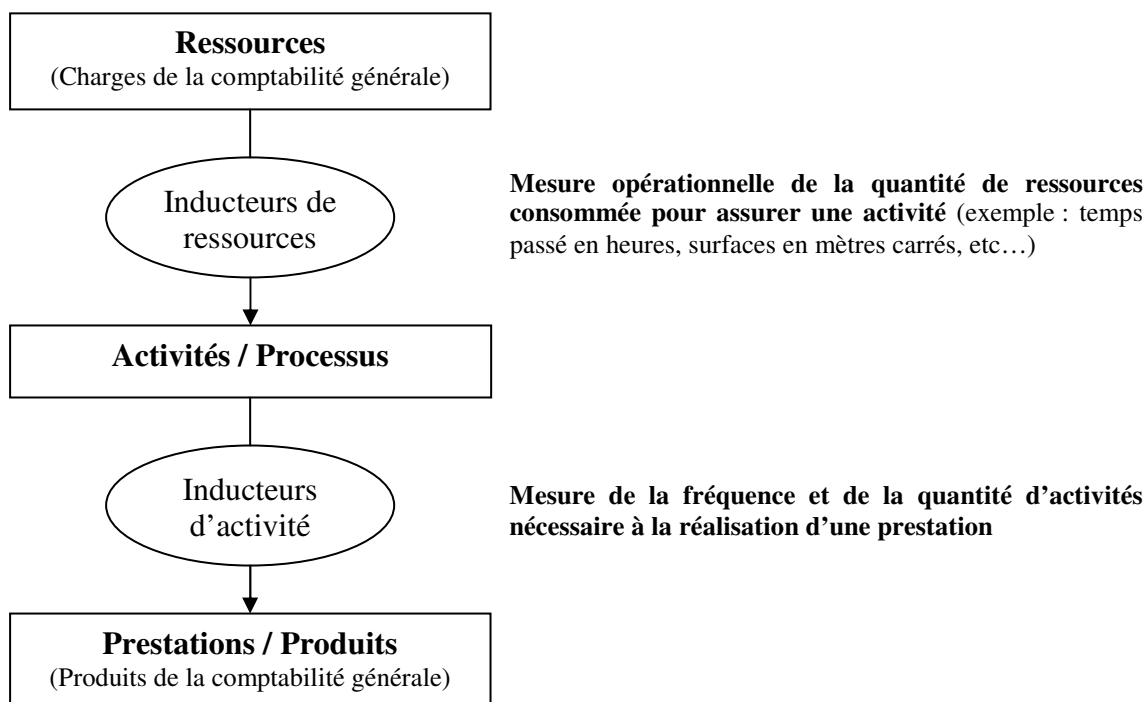 Ressources
(Charges de la comptabilité générale)
Inducteurs de
ressources
Mesure opérationnelle de la quantité de ressources
consommée pour assurer une activité (exemple : temps
passé en heures, surfaces en mètres carrés, etc…)
Activités / Processus
Inducteurs
d’activité
Mesure de la fréquence et de la quantité d’activités
nécessaire à la réalisation d’une prestation
Prestations / Produits
(Produits de la comptabilité générale)